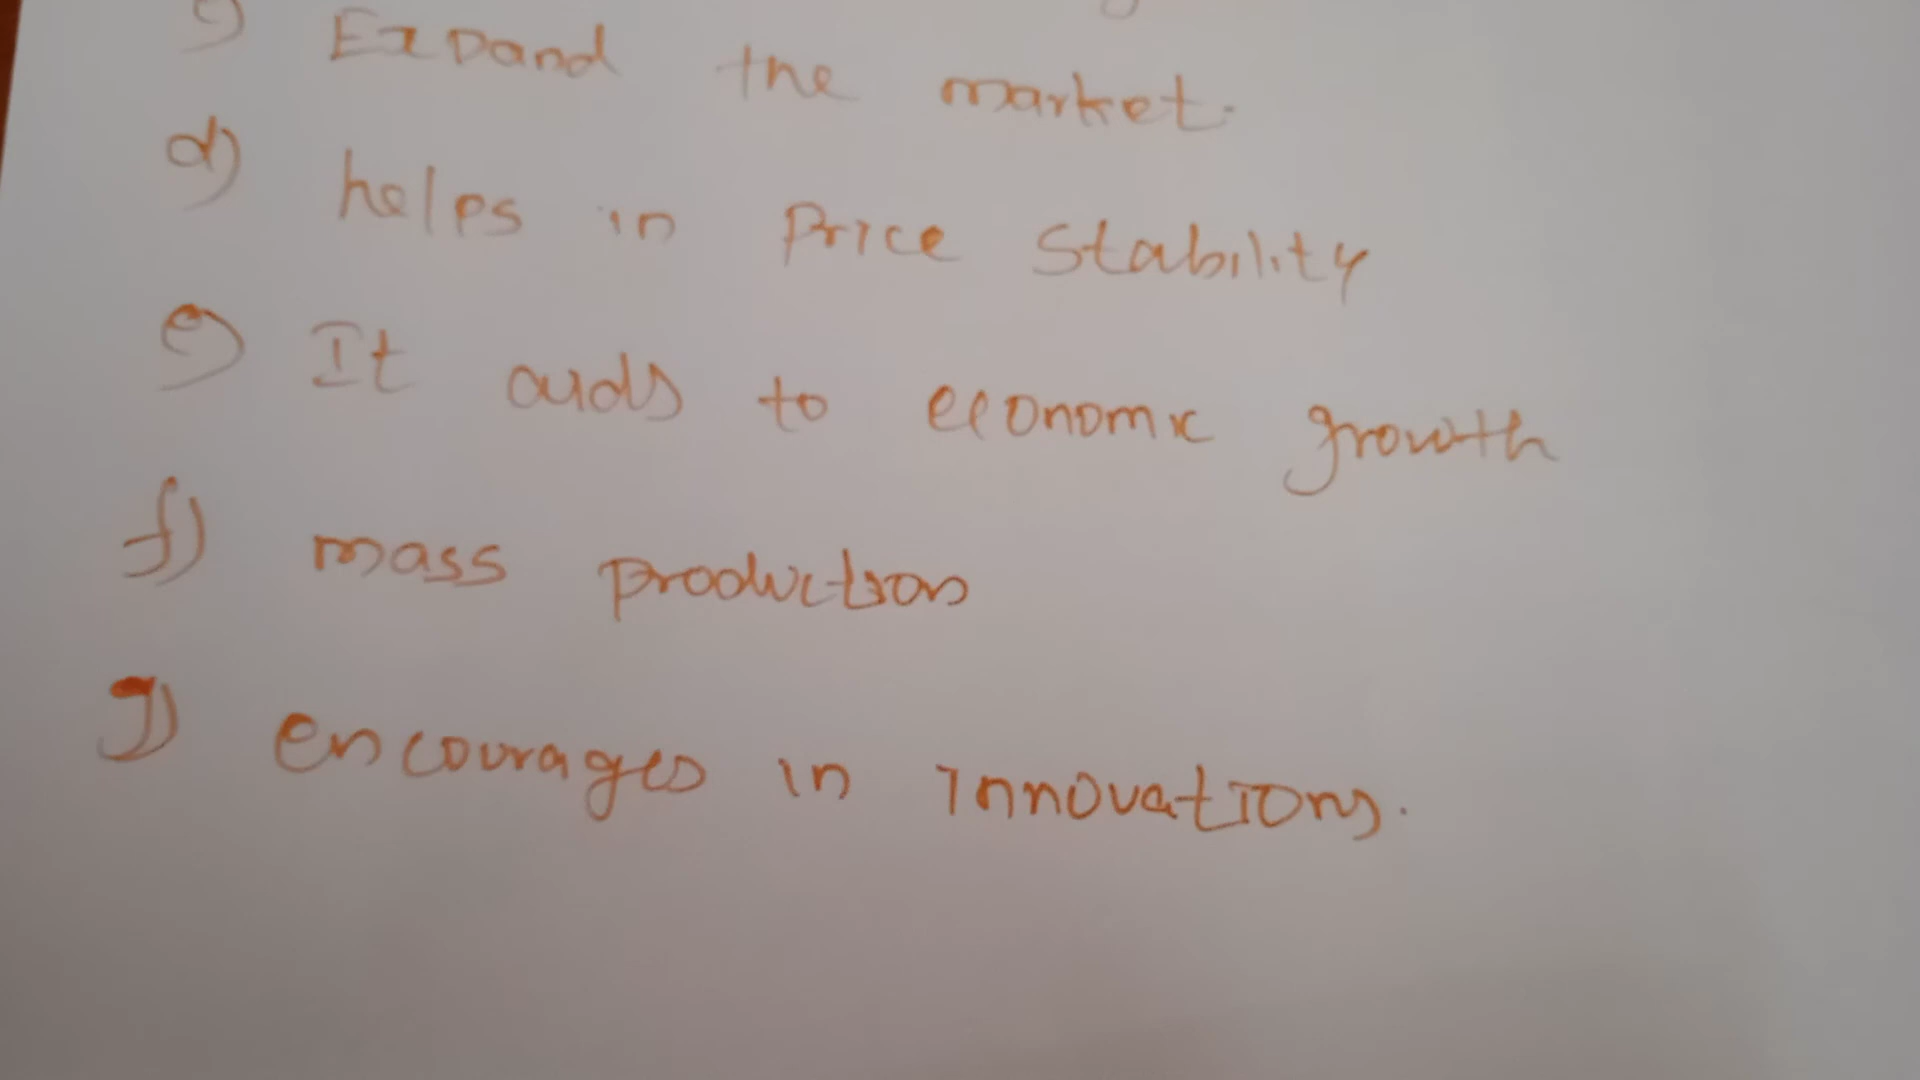 c) Expand the market.
d) helps in Price Stability
e) It aids to economic growth
f) mass production
g) encourages in innovations.